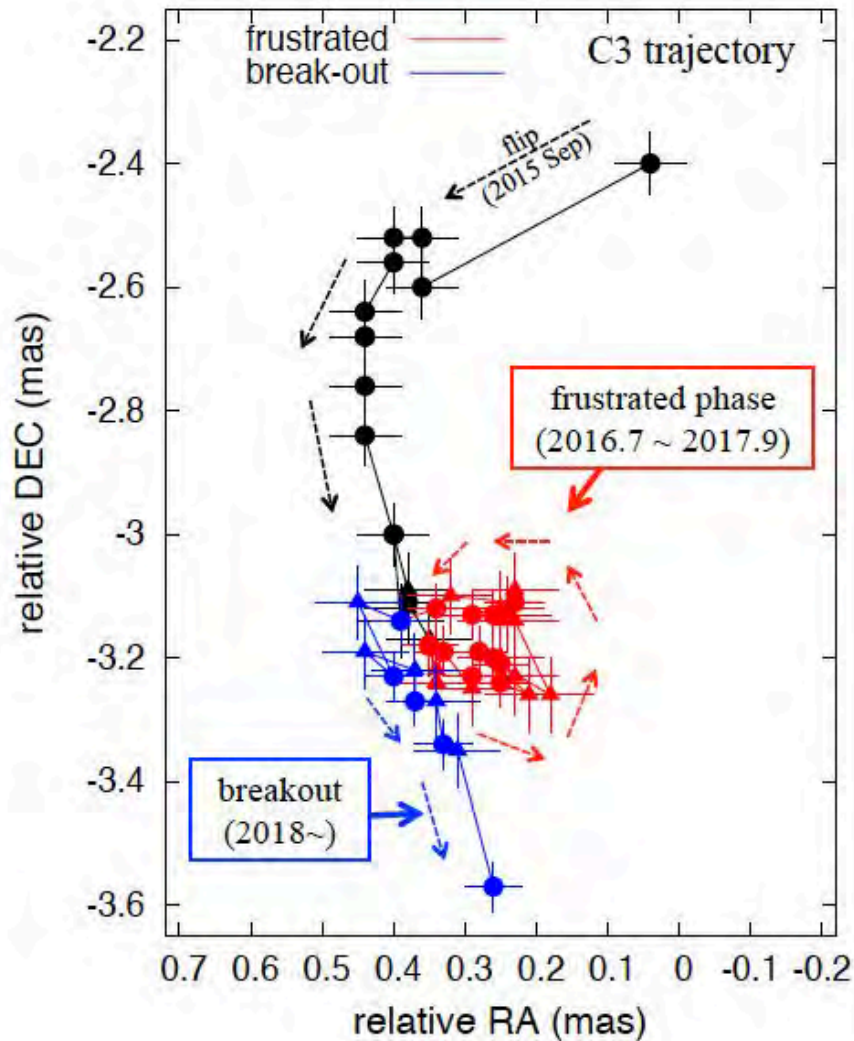 frustrated
break-out
C3 trajectory
flip
(2015 Sep)
frustrated phase
(2016.7 ~ 2017.9)
breakout
(2018~)
relative DEC (mas)
-2.2
-2.4
-2.6
-2.8
-3
-3.2
-3.4
-3.6
0.7 0.6 0.5 0.4 0.3 0.2 0.1 0 -0.1 -0.2
relative RA (mas)